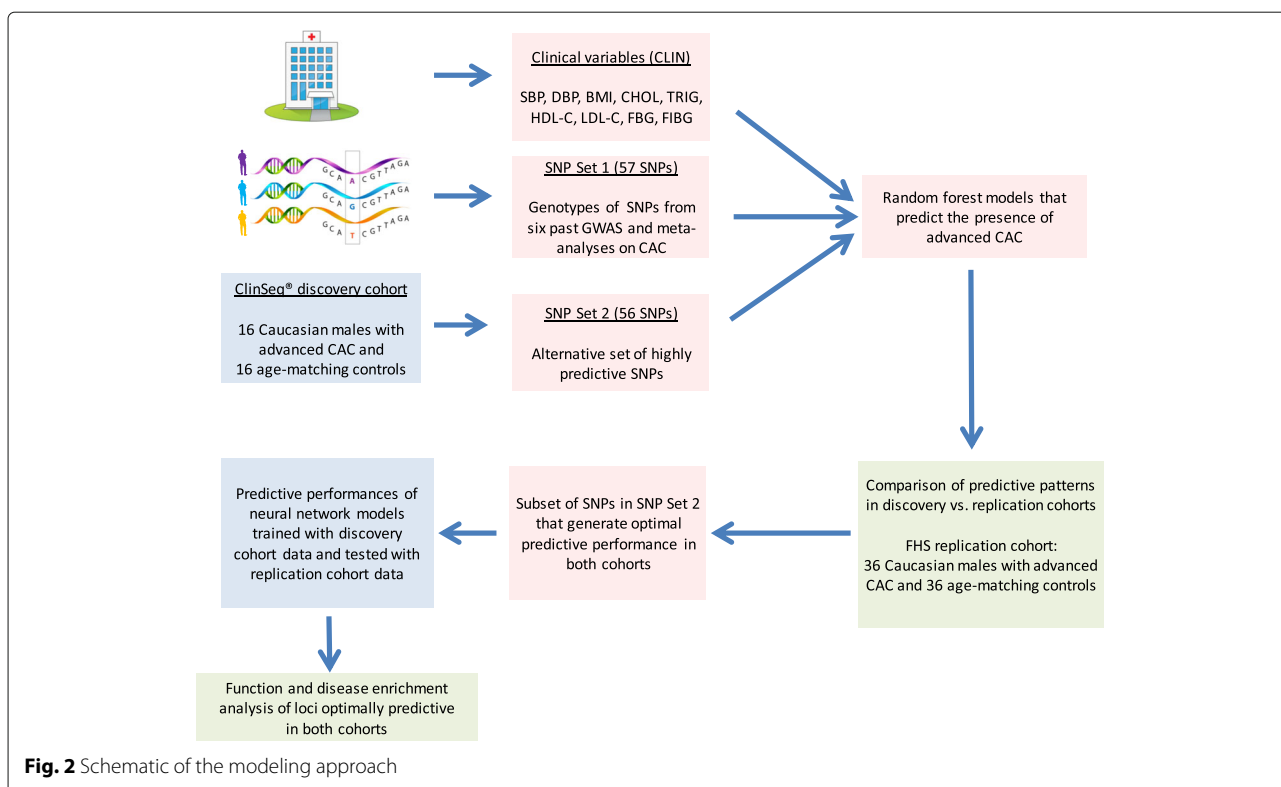 Clinical variables (CLIN)
SBP, DBP, BMI, CHOL, TRIG,
HDL-C, LDL-C, FBG, FIBG
GCA A CGTTAGA
GCA G CGTTAGA
GCA T CGTTAGA
SNP Set 1 (57 SNPs)
Genotypes of SNPs from
six past GWAS and meta-
analyses on CAC
Random forest models that
predict the presence of
advanced CAC
ClinSeq® discovery cohort
16 Caucasian males with
advanced CAC and
16 age-matching controls
SNP Set 2 (56 SNPs)
Alternative set of highly
predictive SNPs
Comparison of predictive patterns
in discovery vs. replication cohorts
FHS replication cohort:
36 Caucasian males with advanced
CAC and 36 age-matching controls
Subset of SNPs in SNP Set 2
that generate optimal
predictive performance in
both cohorts
Predictive performances of
neural network models
trained with discovery
cohort data and tested with
replication cohort data
Function and disease enrichment
analysis of loci optimally predictive
in both cohorts
Fig. 2 Schematic of the modeling approach